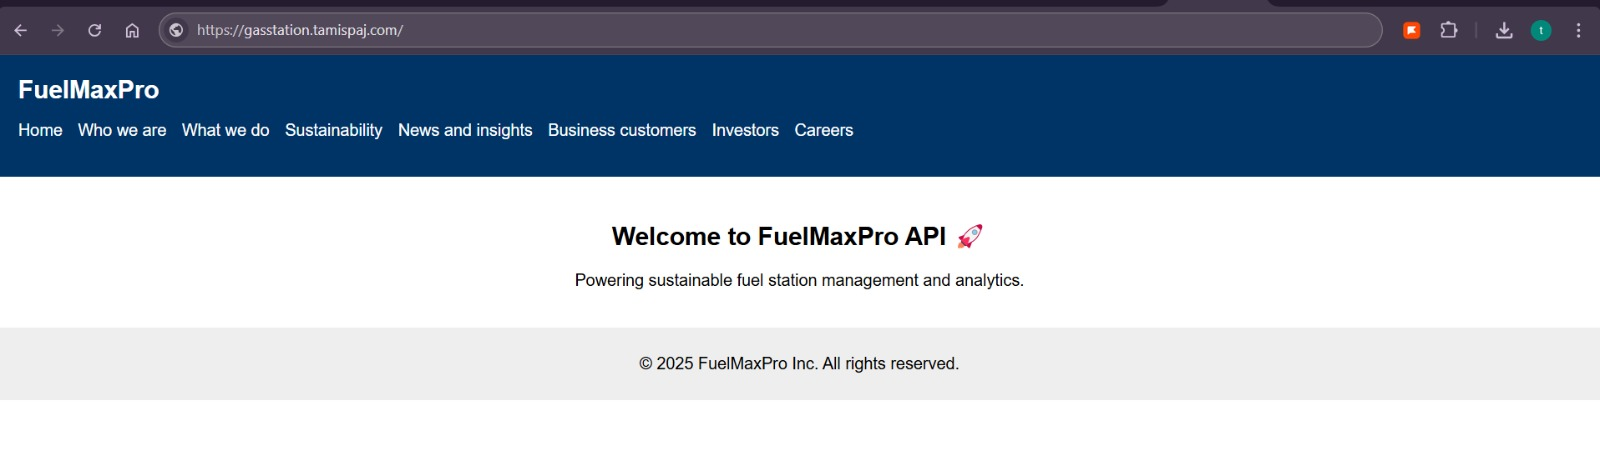 https://gasstation.tamispaj.com/
t
FuelMaxPro
Home Who we are What we do Sustainability News and insights Business customers Investors Careers
Welcome to FuelMaxPro API 🚀
Powering sustainable fuel station management and analytics.
© 2025 FuelMaxPro Inc. All rights reserved.